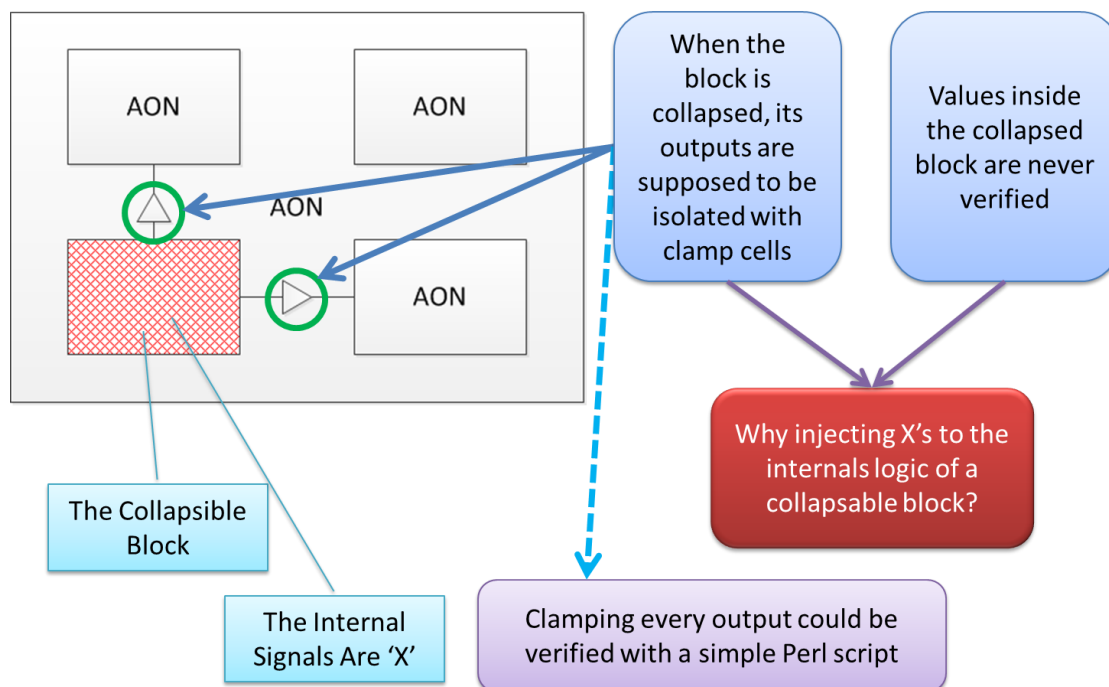 AON
AON
AON
AON
When the
block is
collapsed, its
outputs are
supposed to be
isolated with
clamp cells
Values inside
the collapsed
block are never
verified
Why injecting X's to the
internals logic of a
collapsable block?
The Collapsible
Block
The Internal
Signals Are ‘X’
Clamping every output could be
verified with a simple Perl script